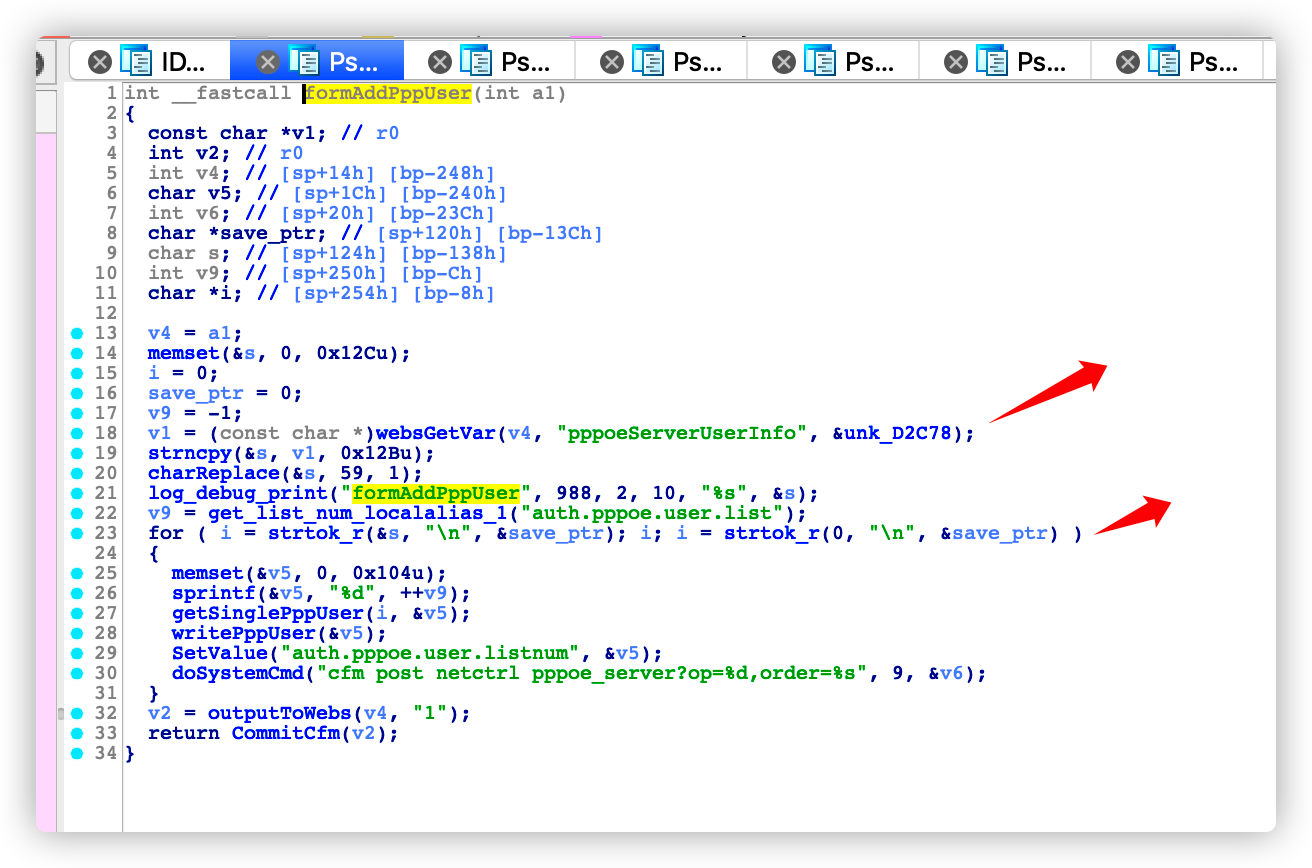 ID... Ps... Ps... Ps... Ps... Ps... Ps...
1 int __fastcall formAddPppUser(int a1)
2 {
3 const char *v1; // r0
4 int v2; // r0
5 int v4; // [sp+14h] [bp-248h]
6 char v5; // [sp+1Ch] [bp-240h]
7 int v6; // [sp+20h] [bp-23Ch]
8 char *save_ptr; // [sp+120h] [bp-13Ch]
9 char s; // [sp+124h] [bp-138h]
10 int v9; // [sp+250h] [bp-Ch]
11 char *i; // [sp+254h] [bp-8h]
12
13 v4 = a1;
14 memset(&s, 0, 0x12Cu);
15 i = 0;
16 save_ptr = 0;
17 v9 = -1;
18 v1 = (const char *)websGetVar(v4, "pppoeServerUserInfo", &unk_D2C78);
19 strncpy(&s, v1, 0x12Bu);
20 charReplace(&s, 59, 1);
21 log_debug_print("formAddPppUser", 988, 2, 10, "%s", &s);
22 v9 = get_list_num_localalias_1("auth.pppoe.user.list");
23 for ( i = strtok_r(&s, "\n", &save_ptr); i; i = strtok_r(0, "\n", &save_ptr) )
24 {
25 memset(&v5, 0, 0x104u);
26 sprintf(&v5, "%d", ++v9);
27 getSinglePppUser(i, &v5);
28 writePppUser(&v5);
29 SetValue("auth.pppoe.user.listnum", &v5);
30 doSystemCmd("cfm post netctrl pppoe_server?op=%d,order=%s", 9, &v6);
31 }
32 v2 = outputToWebs(v4, "1");
33 return CommitCfm(v2);
34 }